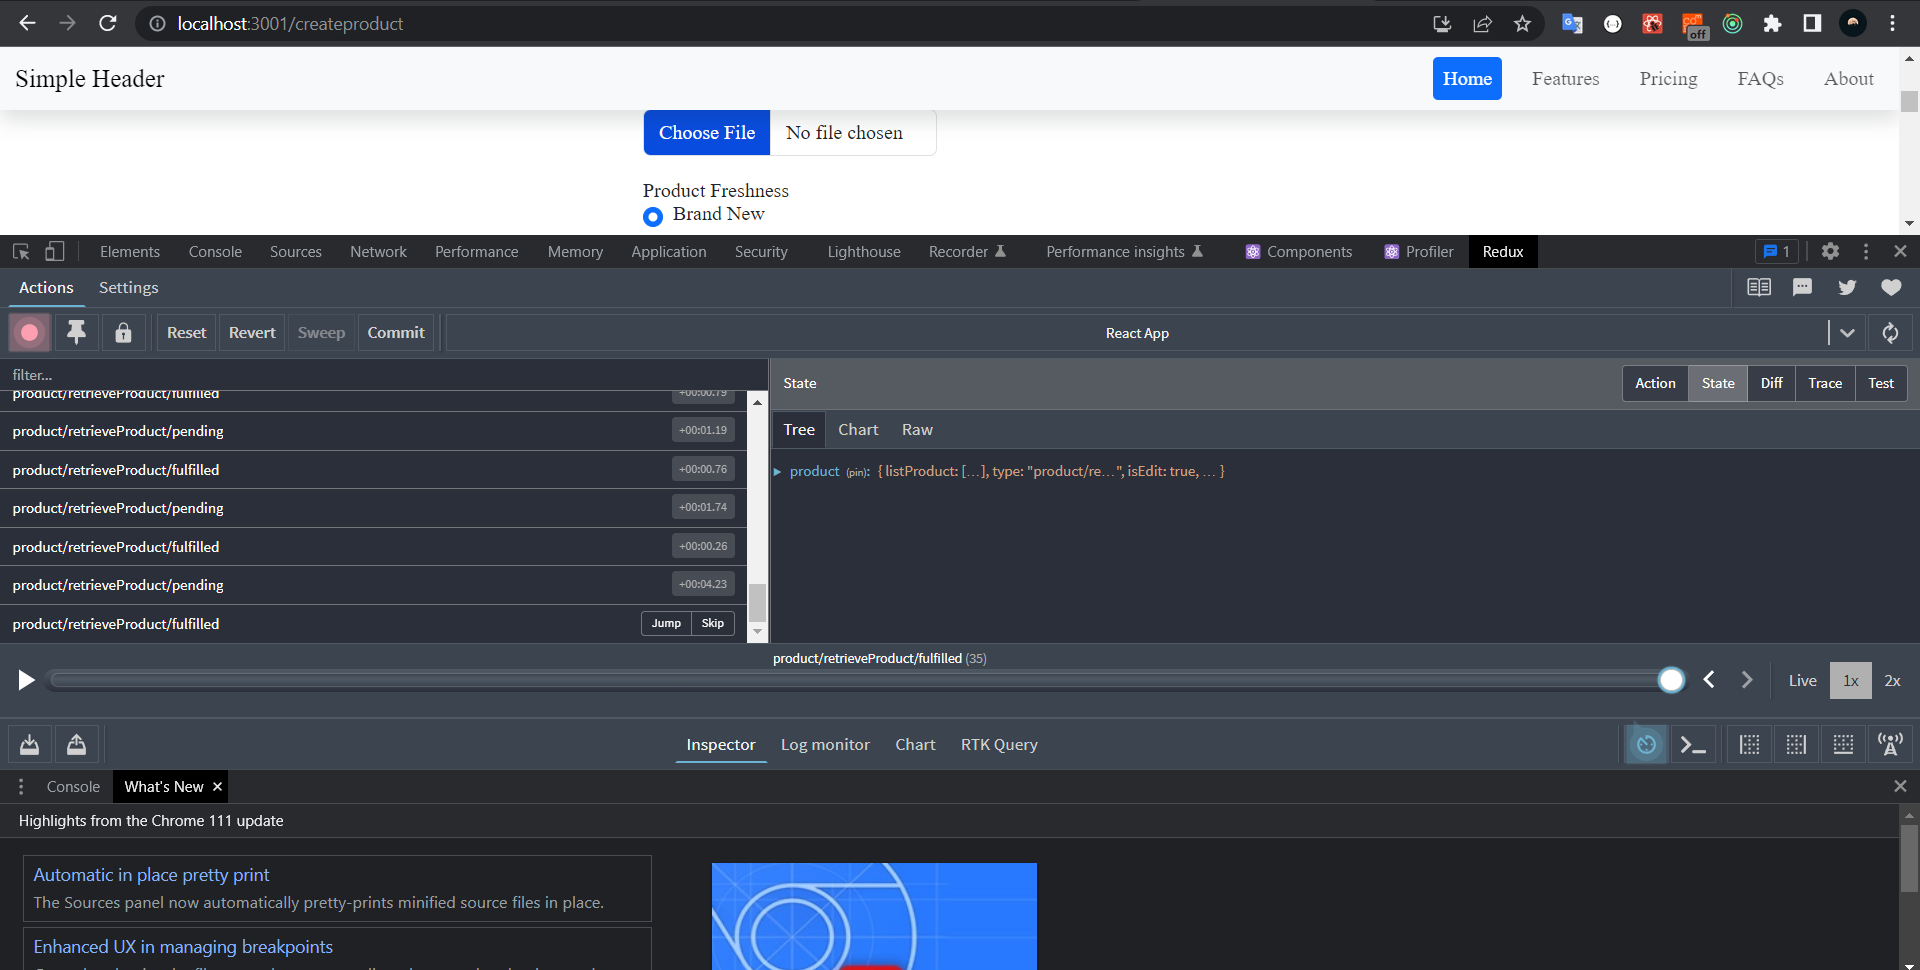 localhost:3001/createproduct
off
Simple Header
Home Features Pricing FAQs About
Choose File No file chosen
Product Freshness
Brand New
Elements Console Sources Network Performance Memory Application Security Lighthouse Recorder Performance insights Components Profiler Redux 1
Actions Settings
Reset Revert Sweep Commit React App
filter...
State Action State Diff Trace Test
product/retrieveProduct/fulfilled +00:00.79
product/retrieveProduct/pending +00:01.19
product/retrieveProduct/fulfilled +00:00.76
product/retrieveProduct/pending +00:01.74
product/retrieveProduct/fulfilled +00:00.26
product/retrieveProduct/pending +00:04.23
product/retrieveProduct/fulfilled Jump Skip
Tree Chart Raw
product (pin): { listProduct: [...], type: "product/re...", isEdit: true, ... }
product/retrieveProduct/fulfilled (35)
Live 1x 2x
Inspector Log monitor Chart RTK Query
Console What's New
Highlights from the Chrome 111 update
Automatic in place pretty print
The Sources panel now automatically pretty-prints minified source files in place.
Enhanced UX in managing breakpoints